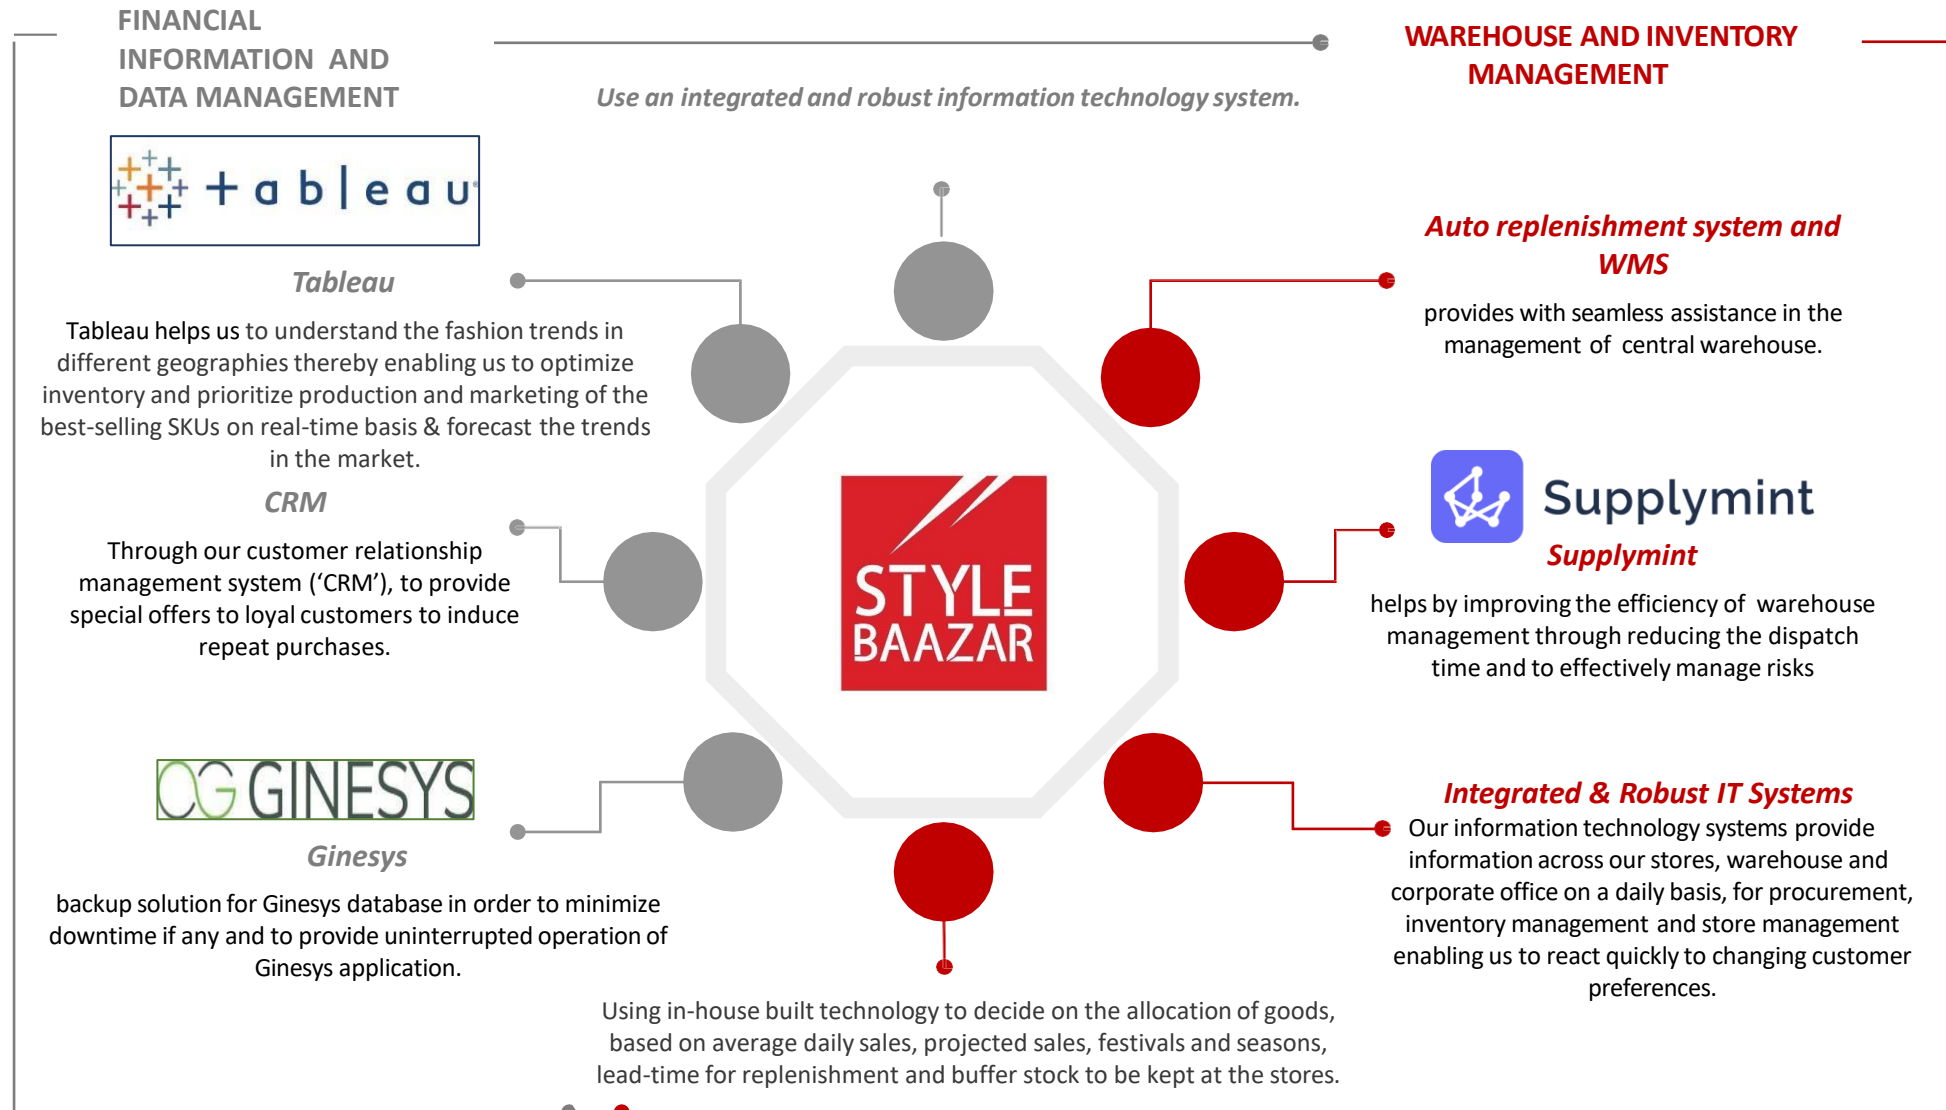 FINANCIAL
INFORMATION AND
DATA MANAGEMENT
Use an integrated and robust information technology system.
WAREHOUSE AND INVENTORY
MANAGEMENT
+ableau
Tableau
Tableau helps us to understand the fashion trends in
different geographies thereby enabling us to optimize
inventory and prioritize production and marketing of the
best-selling SKUs on real-time basis & forecast the trends
in the market.
CRM
Through our customer relationship
management system (‘CRM’), to provide
special offers to loyal customers to induce
repeat purchases.
GINESYS
Ginesys
backup solution for Ginesys database in order to minimize
downtime if any and to provide uninterrupted operation of
Ginesys application.
STYLE
BAAZAR
Using in-house built technology to decide on the allocation of goods,
based on average daily sales, projected sales, festivals and seasons,
lead-time for replenishment and buffer stock to be kept at the stores.
Auto replenishment system and
WMS
provides with seamless assistance in the
management of central warehouse.
Supplymint
Supplymint
helps by improving the efficiency of warehouse
management through reducing the dispatch
time and to effectively manage risks
Integrated & Robust IT Systems
Our information technology systems provide
information across our stores, warehouse and
corporate office on a daily basis, for procurement,
inventory management and store management
enabling us to react quickly to changing customer
preferences.